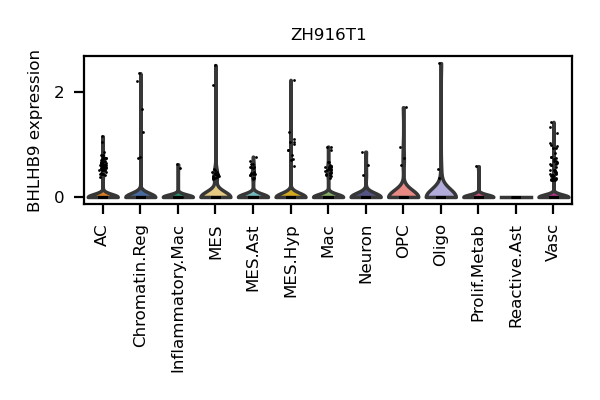 ZH916T1
BHLHB9 expression
2
0
AC
Chromatin.Reg
Inflammatory.Mac
MES
MES.Ast
MES.Hyp
Mac
Neuron
OPC
Oligo
Prolif.Metab
Reactive.Ast
Vasc